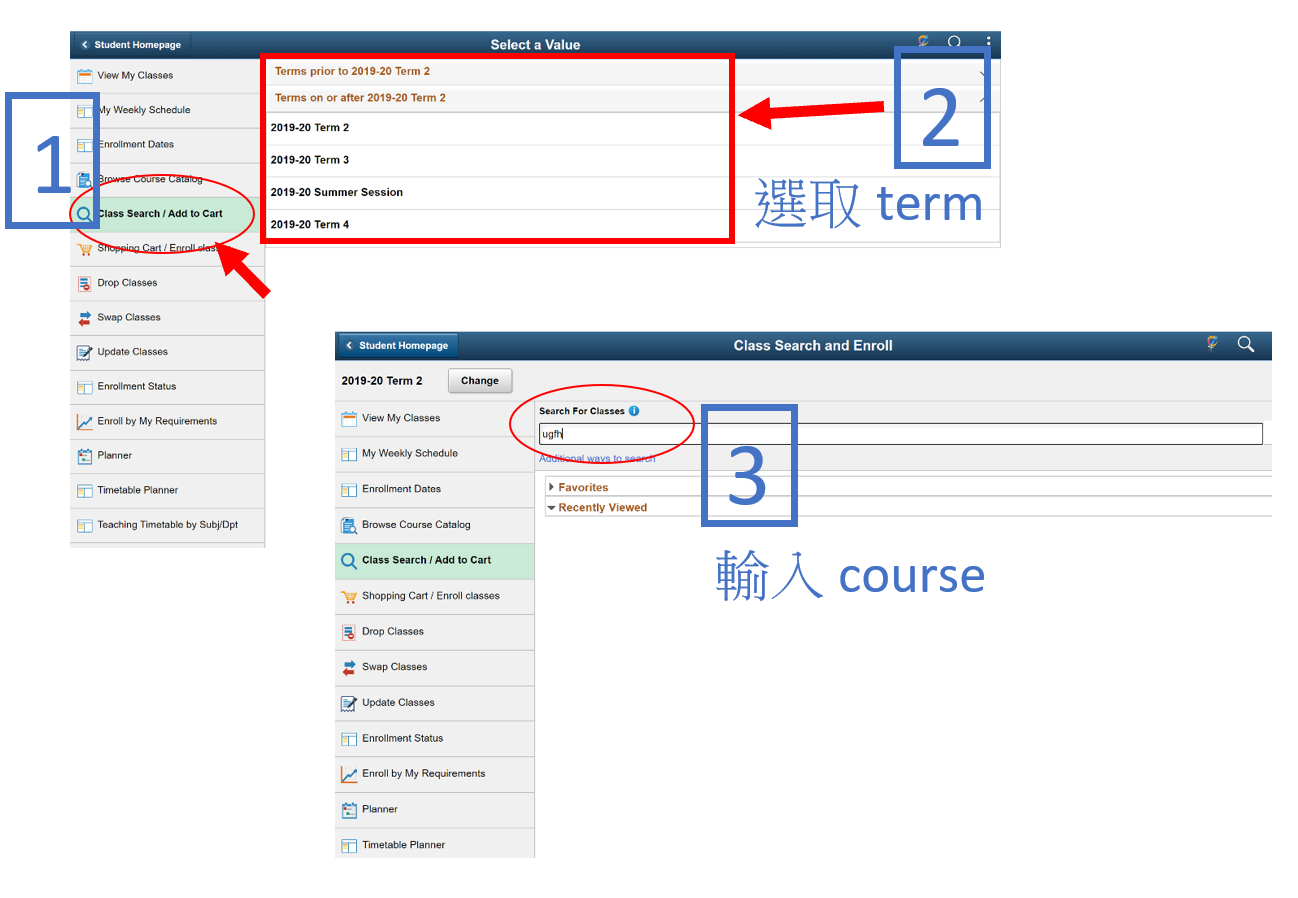 Student Homepage
Select a Value
View My Classes
My Weekly Schedule
Enrollment Dates
Browse Course Catalog
Class Search / Add to Cart
Shopping Cart / Enroll classes
Drop Classes
Swap Classes
Update Classes
Enrollment Status
Enroll by My Requirements
Planner
Timetable Planner
Teaching Timetable by Subj/Dpt
1
Terms prior to 2019-20 Term 2
Terms on or after 2019-20 Term 2
2019-20 Term 2
2019-20 Term 3
2019-20 Summer Session
2019-20 Term 4
2
選取 term
Student Homepage
Class Search and Enroll
2019-20 Term 2
Change
View My Classes
My Weekly Schedule
Enrollment Dates
Browse Course Catalog
Class Search / Add to Cart
Shopping Cart / Enroll classes
Drop Classes
Swap Classes
Update Classes
Enrollment Status
Enroll by My Requirements
Planner
Timetable Planner
Search For Classes
ugfh
Additional ways to search
Favorites
Recently Viewed
3
輸入 course